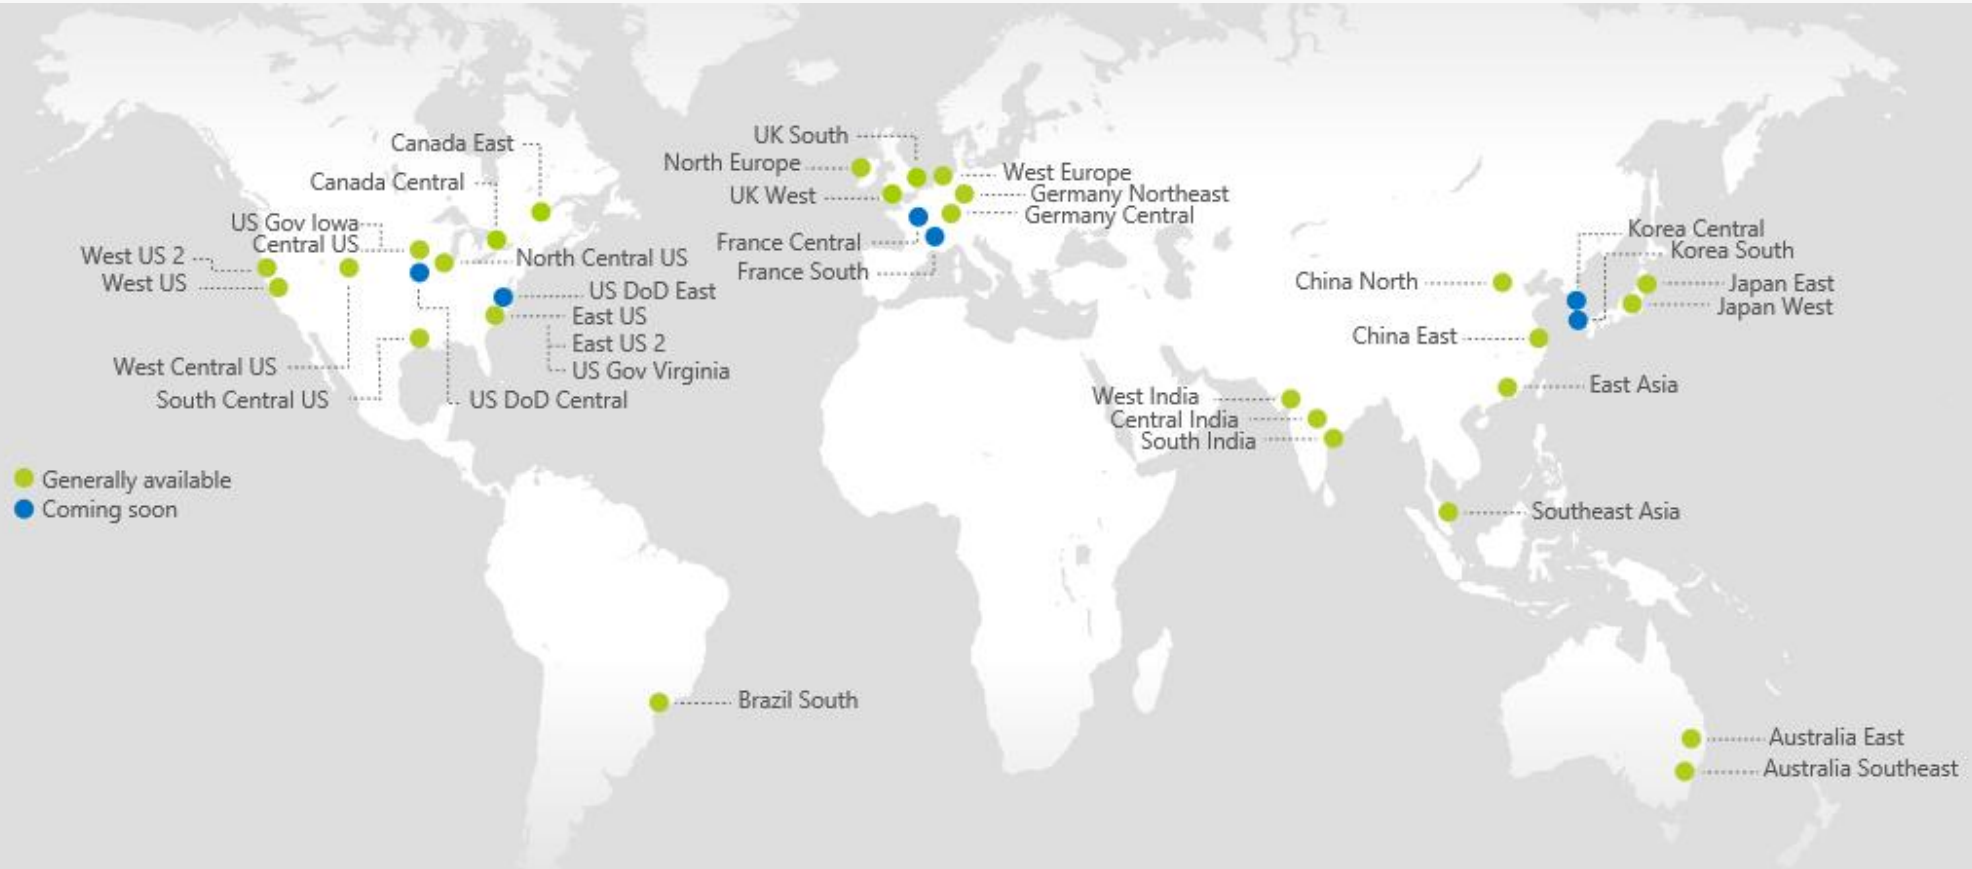 Canada East
Canada Central
US Gov Iowa
Central US
West US 2
West US
North Central US
US DoD East
East US
East US 2
US Gov Virginia
West Central US
South Central US
US DoD Central
Generally available
Coming soon
Brazil South
UK South
North Europe
UK West
West Europe
Germany Northeast
Germany Central
France Central
France South
Korea Central
Korea South
China North
Japan East
Japan West
China East
East Asia
West India
Central India
South India
Southeast Asia
Australia East
Australia Southeast